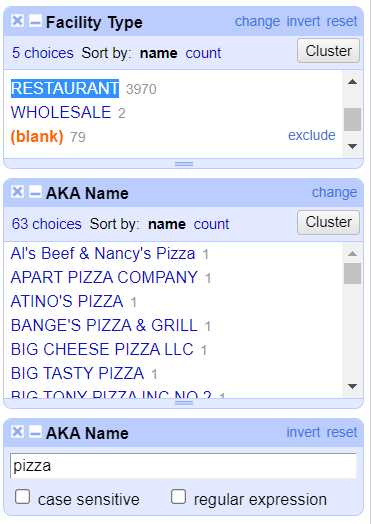 Facility Type change invert reset
5 choices Sort by: name count Cluster
RESTAURANT 3970
WHOLESALE 2
(blank) 79 exclude
AKA Name change
63 choices Sort by: name count Cluster
Al's Beef & Nancy's Pizza 1
APART PIZZA COMPANY 1
ATINO'S PIZZA 1
BANGE'S PIZZA & GRILL 1
BIG CHEESE PIZZA LLC 1
BIG TASTY PIZZA 1
BIG TONY PIZZA INC NO 2 1
AKA Name invert reset
pizza
case sensitive regular expression